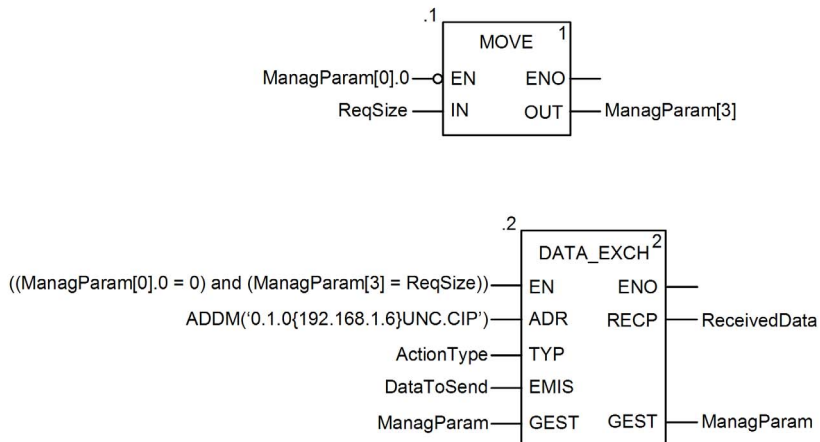 .1
MOVE 1
ManagParam[0].0 EN ENO
ReqSize IN OUT ManagParam[3]
.2
DATA_EXCH 2
((ManagParam[0].0 = 0) and (ManagParam[3] = ReqSize)) EN ENO
ADDM(‘0.1.0{192.168.1.6}UNC.CIP’) ADR RECP ReceivedData
ActionType TYP
DataToSend EMIS
ManagParam GEST GEST ManagParam